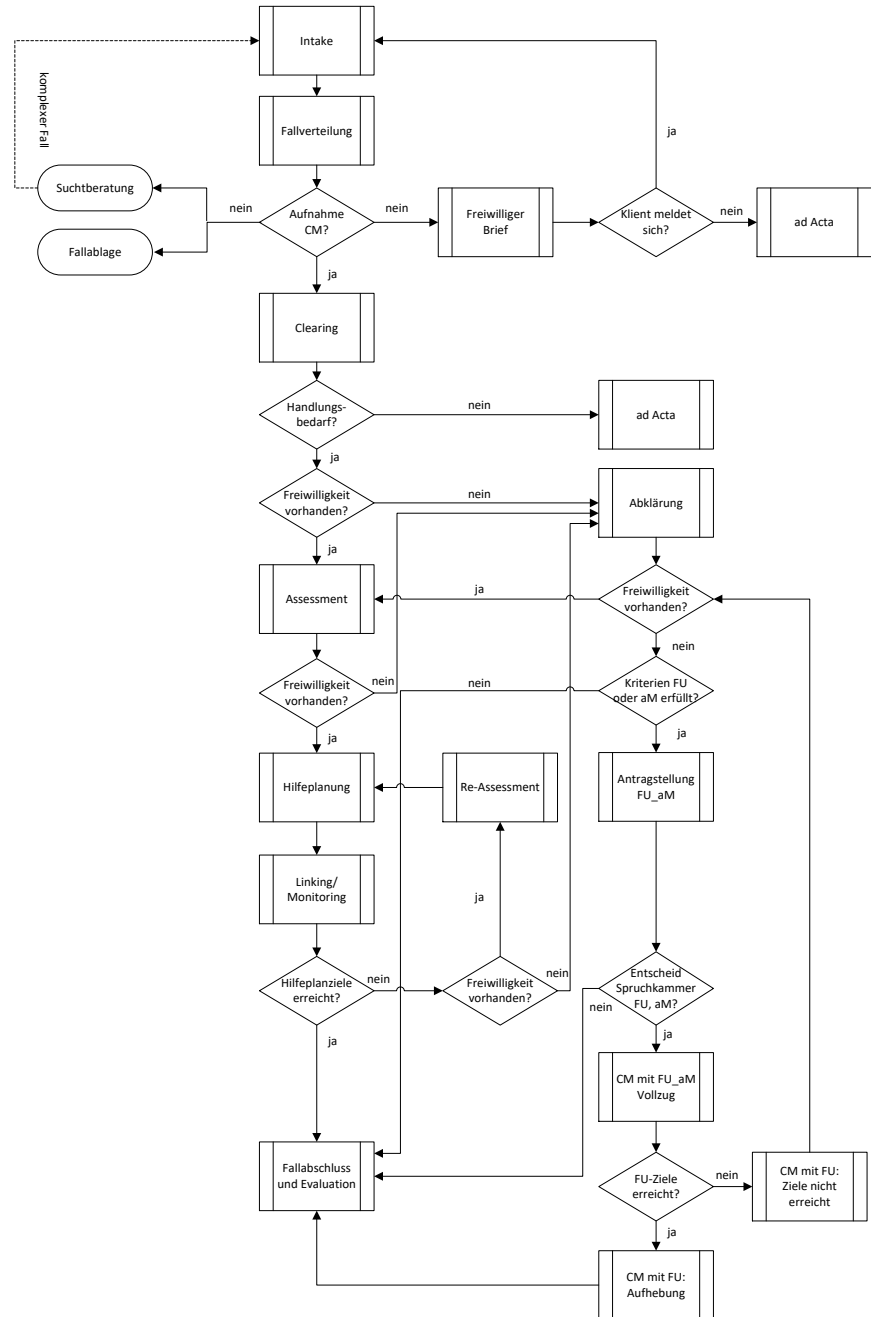 Intake
komplexer Fall
Fallverteilung
ja
Suchtberatung
nein
Aufnahme
CM?
nein
Freiwilliger
Brief
Klient meldet
sich?
nein
ad Acta
Fallablage
ja
Clearing
Handlungs-
bedarf?
nein
ad Acta
ja
Freiwilligkeit
vorhanden?
nein
Abklärung
ja
Assessment
ja
Freiwilligkeit
vorhanden?
nein
Freiwilligkeit
vorhanden?
nein
nein
Kriterien FU
oder aM erfüllt?
ja
ja
Hilfeplanung
Re-Assessment
Antragstellung
FU_aM
Linking/
Monitoring
ja
Hilfeplanziele
erreicht?
nein
Freiwilligkeit
vorhanden?
nein
Entscheid
Spruchkammer
FU, aM?
nein
ja
ja
CM mit FU_aM
Vollzug
Fallabschluss
und Evaluation
FU-Ziele
erreicht?
nein
CM mit FU:
Ziele nicht
erreicht
ja
CM mit FU:
Aufhebung